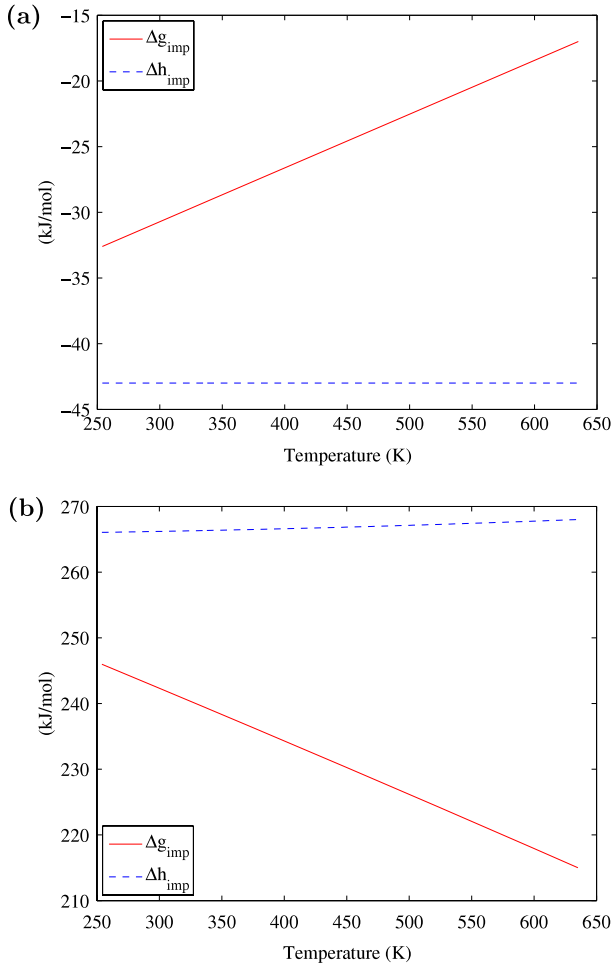 (a)
−15
−20
−25
−30
−35
−40
−45
(kJ/mol)
Δg_imp
Δh_imp
250 300 350 400 450 500 550 600 650
Temperature (K)
(b)
270
260
250
240
230
220
210
(kJ/mol)
Δg_imp
Δh_imp
250 300 350 400 450 500 550 600 650
Temperature (K)